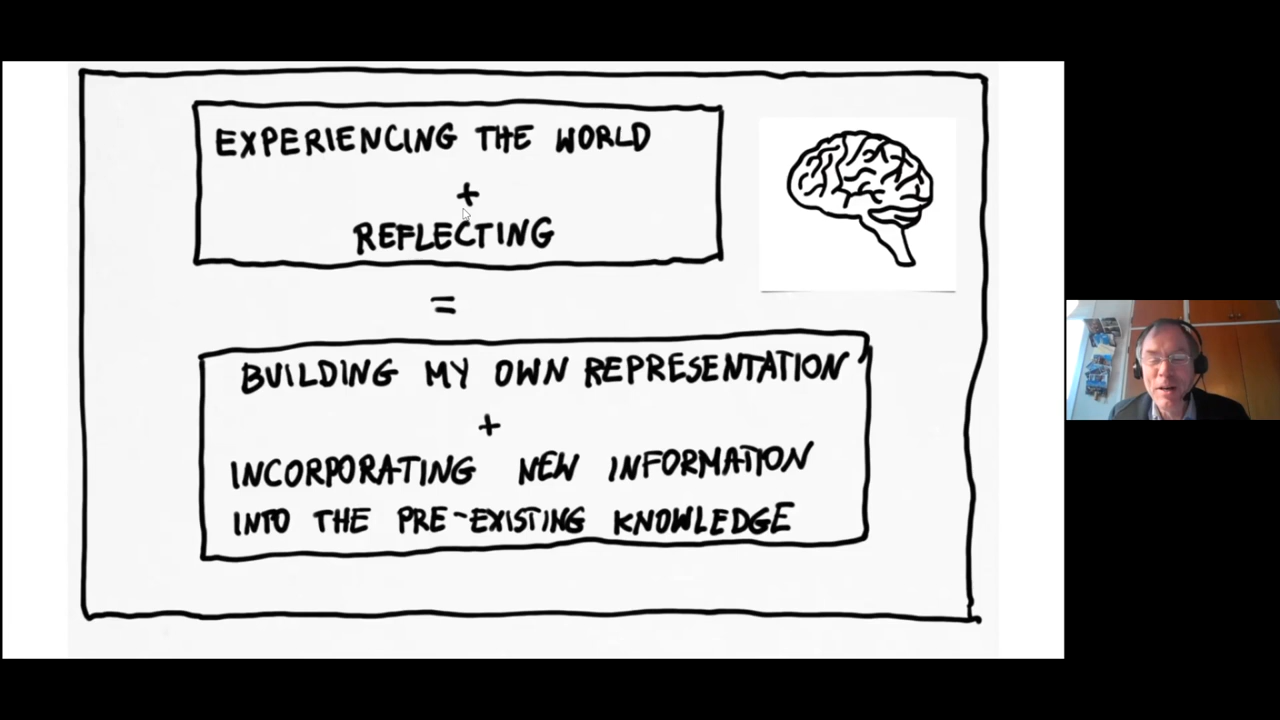 EXPERIENCING THE WORLD
+
REFLECTING
=
BUILDING MY OWN REPRESENTATION
+
INCORPORATING NEW INFORMATION
INTO THE PRE-EXISTING KNOWLEDGE